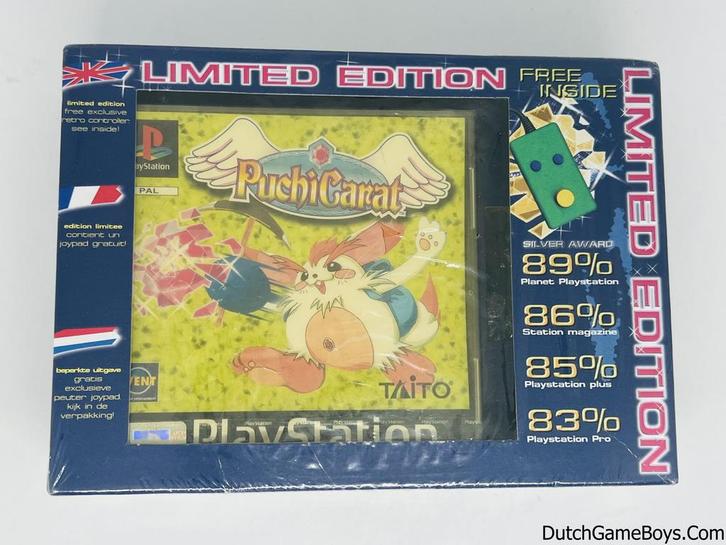 LIMITED EDITION
FREE
INSIDE
LIMITED EDITION
limited edition
free exclusive
retro controller
see inside!
edition limitee
contient un
joypad gratuit!
beperkte uitgave
gratis
exclusieve
peuter joypad
kijk in de
verpakking!
PAL
PuchiCarat
TAITO
PlayStation
SILVER AWARD
89%
Planet Playstation
86%
Station magazine
85%
Playstation plus
83%
Playstation Pro
DutchGameBoys.Com